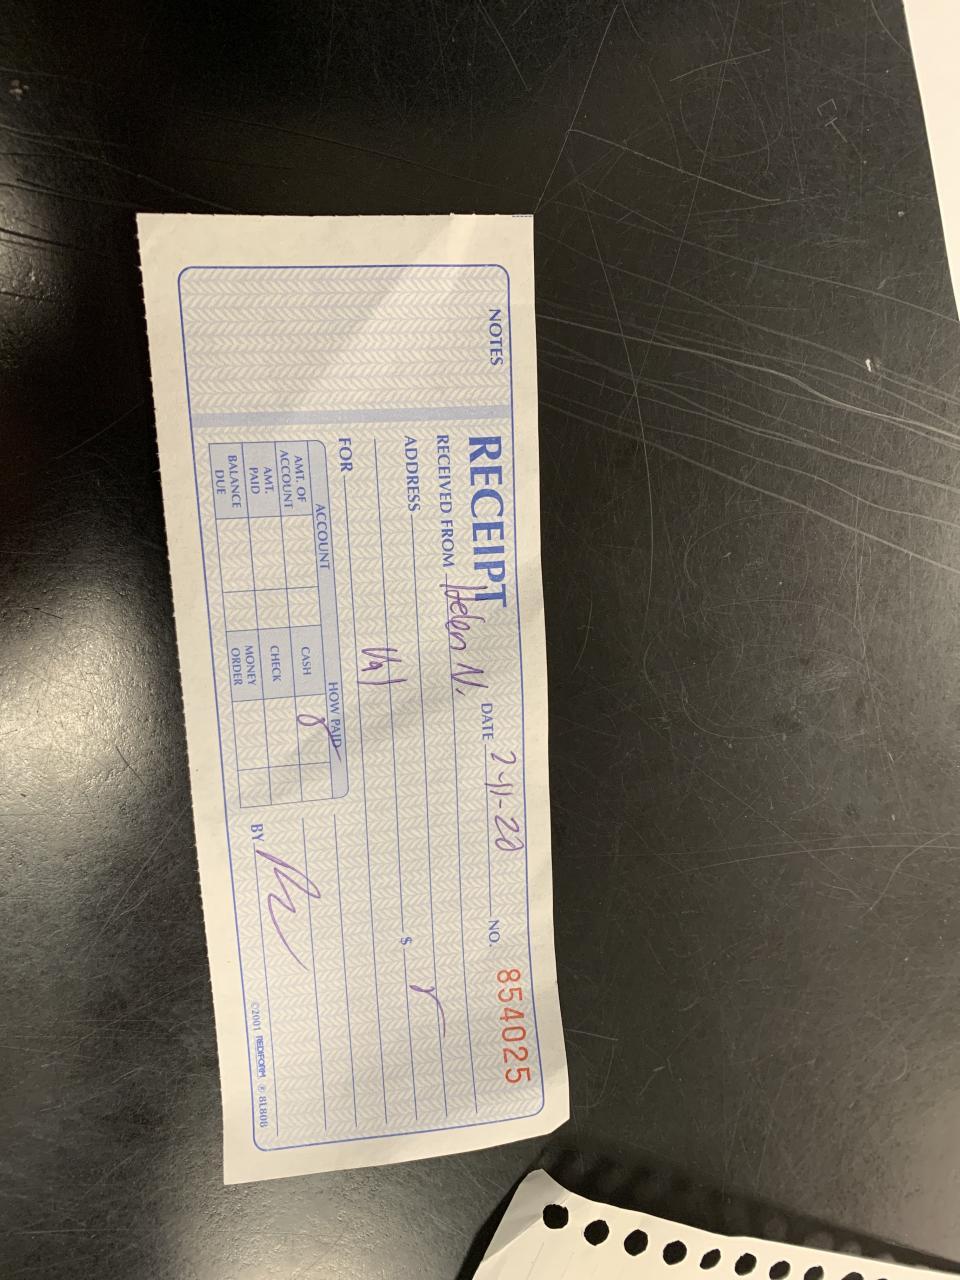 NOTES
RECEIPT DATE 2-11-20 NO. 854025
RECEIVED FROM Helen N.
ADDRESS
$
FOR
ACCOUNT HOW PAID
AMT. OF ACCOUNT CASH
AMT. PAID CHECK
BALANCE DUE MONEY ORDER
BY
©2001 REDIFORM ® 8L808